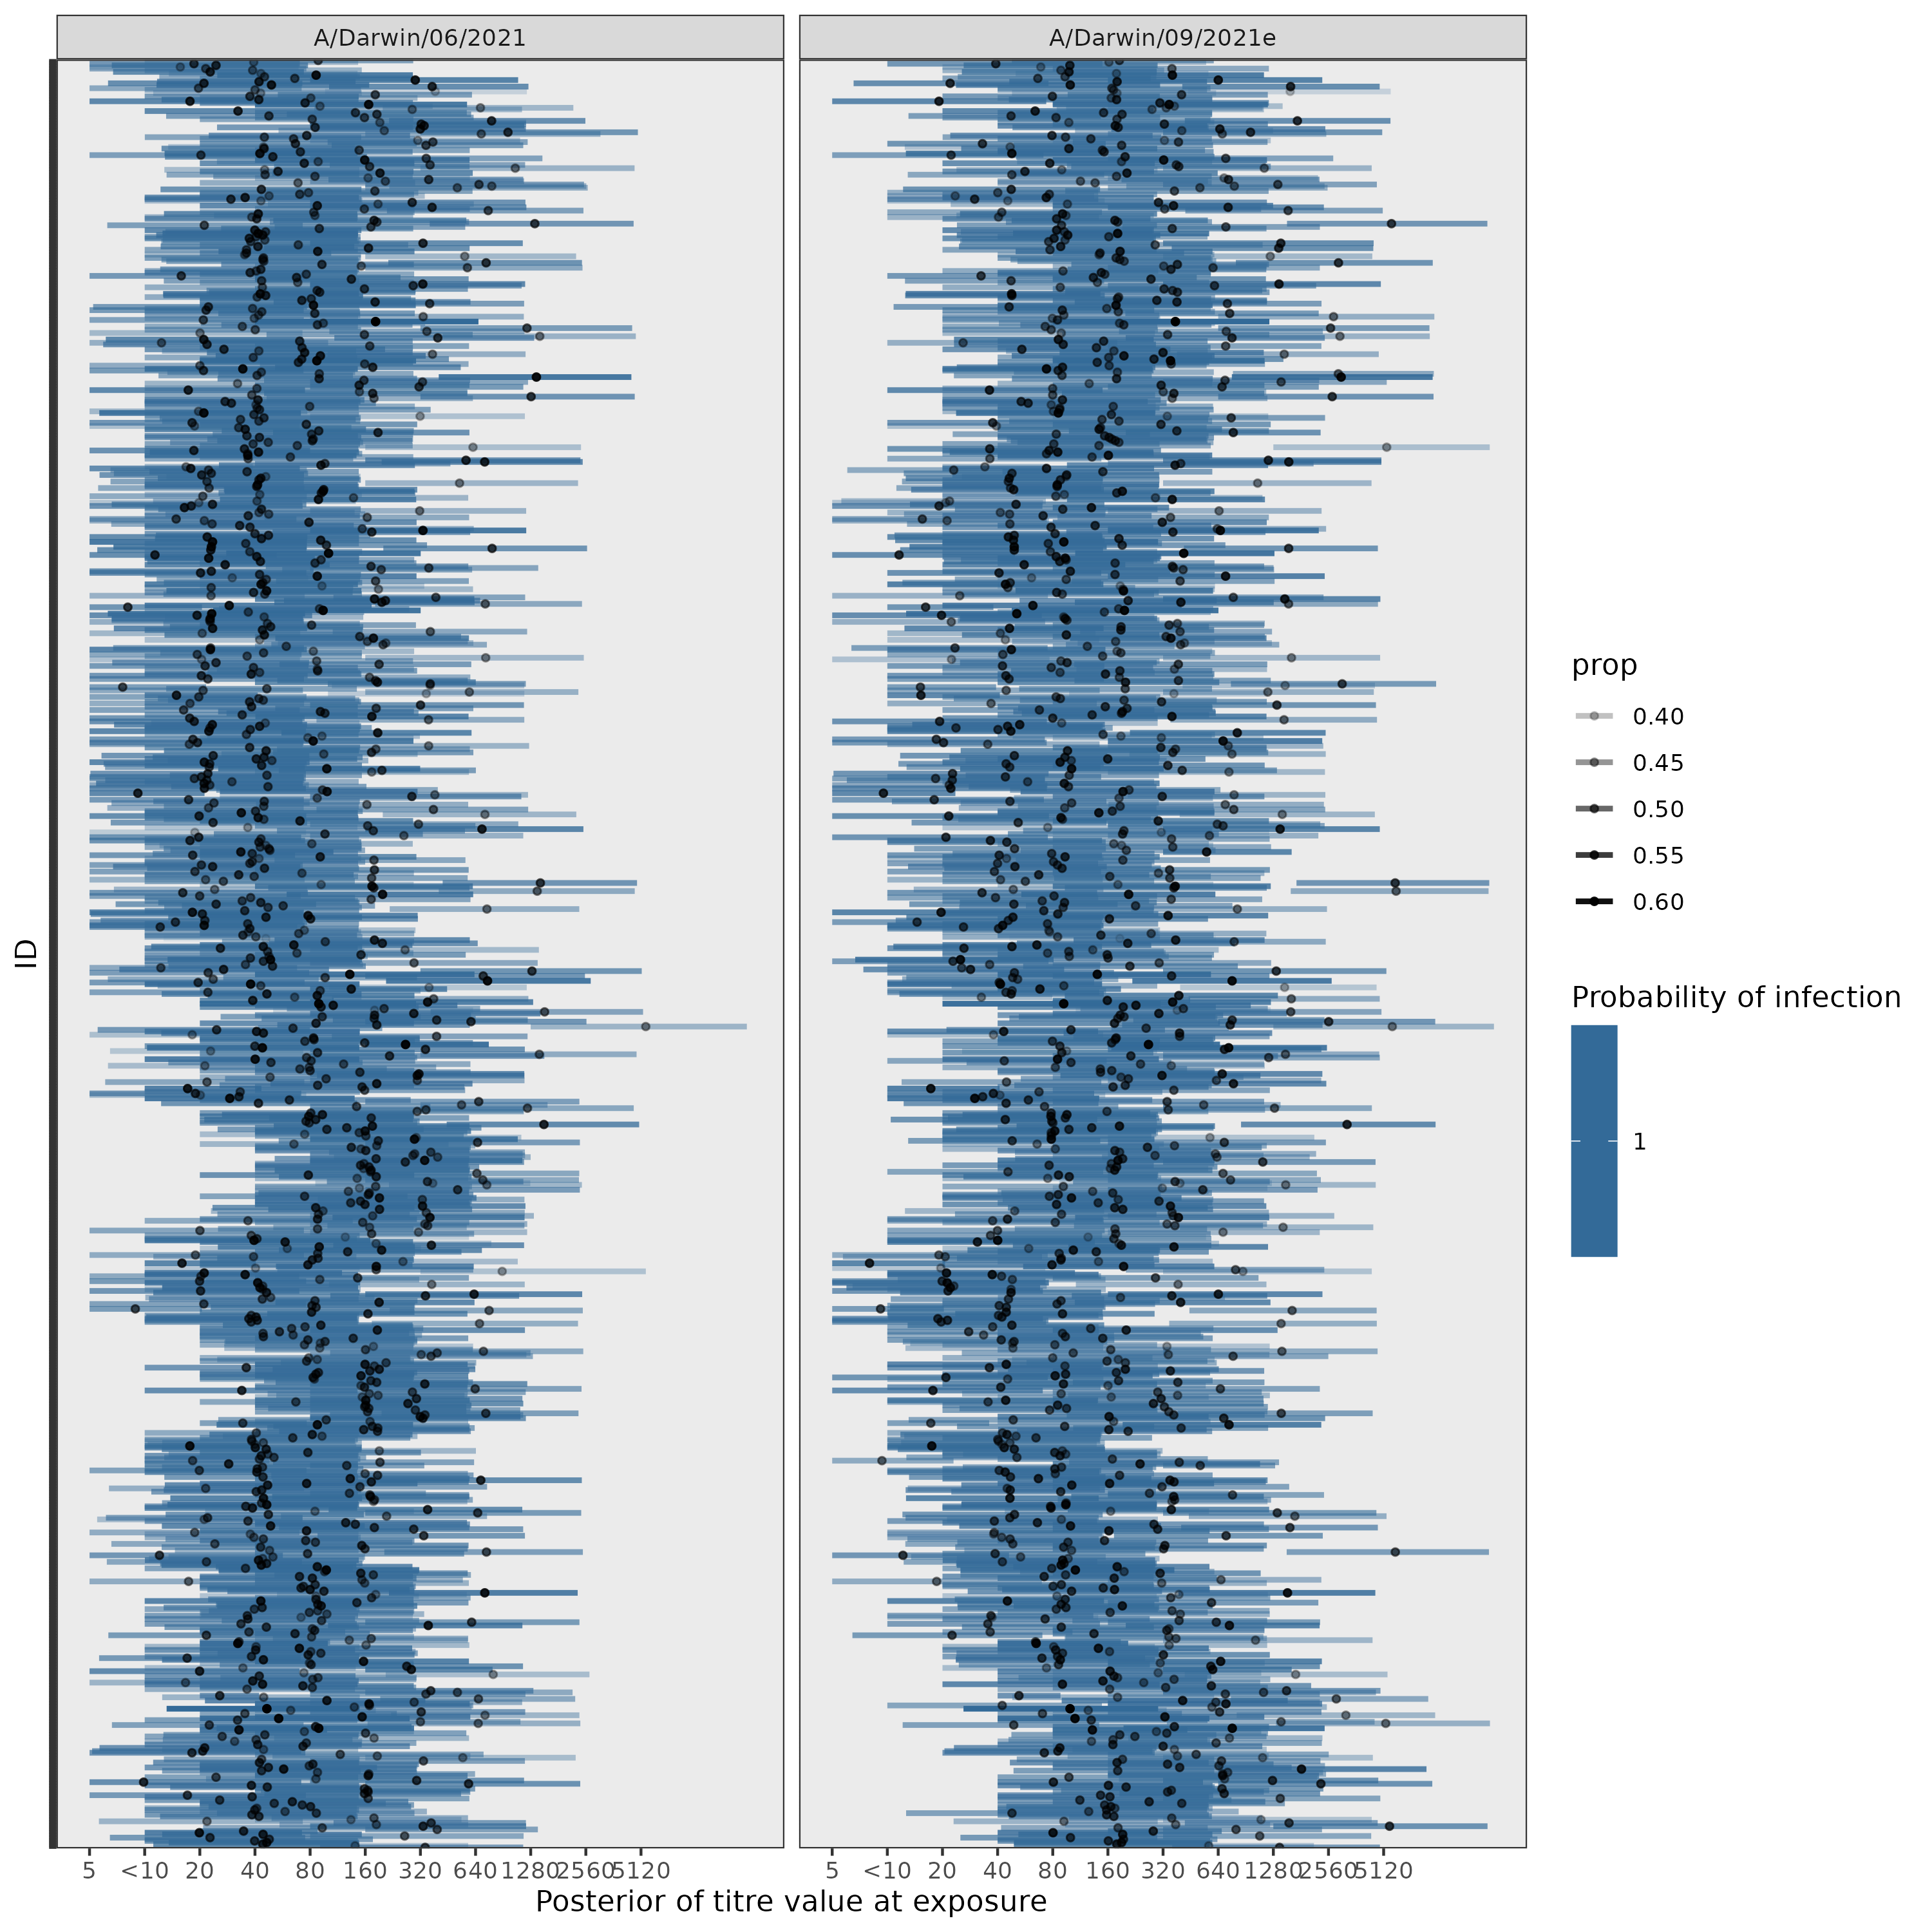 A/Darwin/06/2021
A/Darwin/09/2021e
ID
5 <10 20 40 80 160 320 640 1280 2560 5120
5 <10 20 40 80 160 320 640 1280 2560 5120
Posterior of titre value at exposure
prop
0.40
0.45
0.50
0.55
0.60
Probability of infection
1